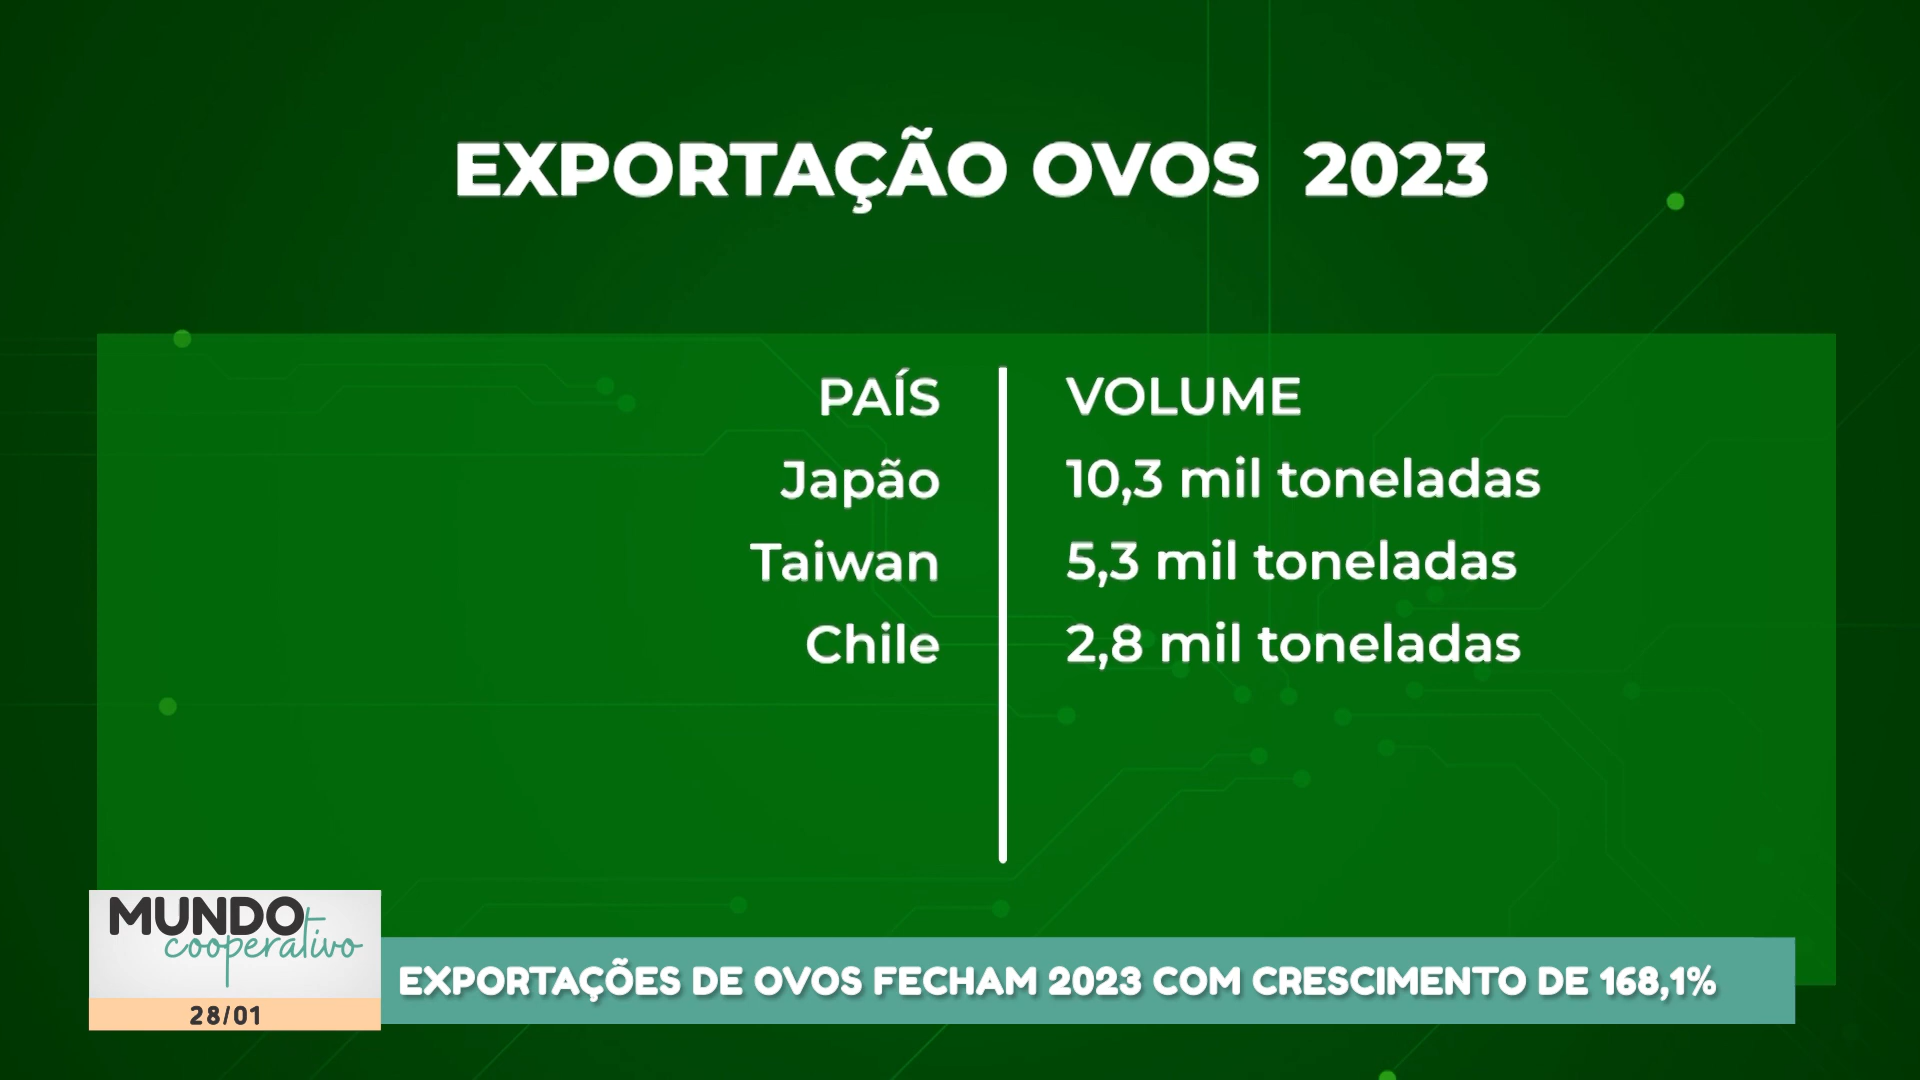 EXPORTAÇÃO OVOS 2023
PAÍS VOLUME
Japão 10,3 mil toneladas
Taiwan 5,3 mil toneladas
Chile 2,8 mil toneladas
MUNDO
cooperativo
28/01
EXPORTAÇÕES DE OVOS FECHAM 2023 COM CRESCIMENTO DE 168,1%